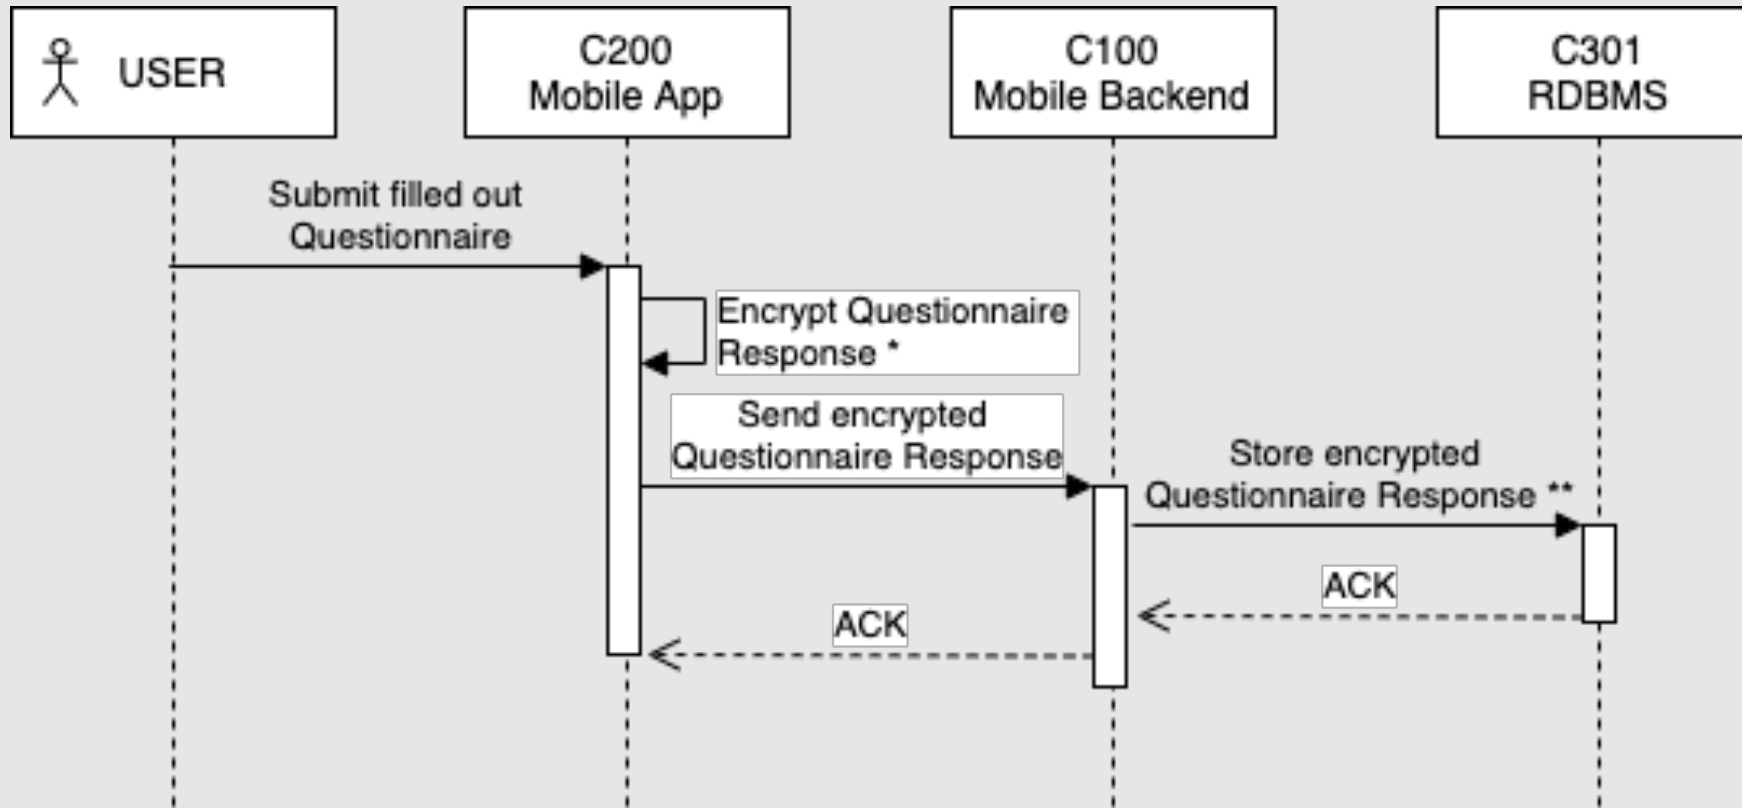 USER
C200
Mobile App
C100
Mobile Backend
C301
RDBMS
Submit filled out
Questionnaire
Encrypt Questionnaire
Response *
Send encrypted
Questionnaire Response
Store encrypted
Questionnaire Response **
ACK
ACK